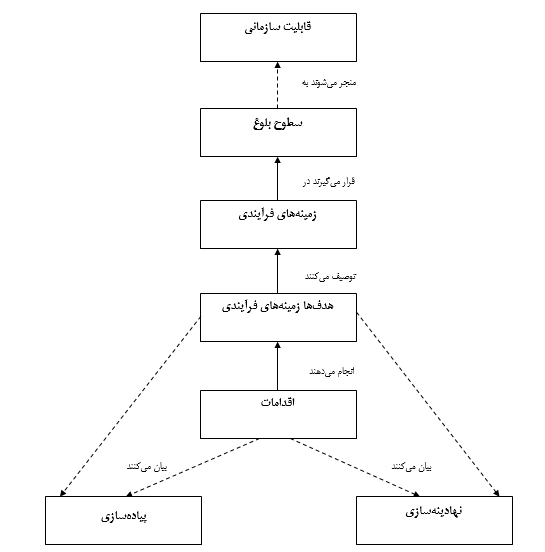 قابلیت سازمانی
منجر می‌شوند به
سطوح بلوغ
قرار می‌گیرند در
زمینه‌های فرآیندی
توصیف می‌کنند
هدف‌ها زمینه‌های فرآیندی
انجام می‌دهند
اقدامات
بیان می‌کنند
بیان می‌کنند
نهادینه‌سازی
پیاده‌سازی